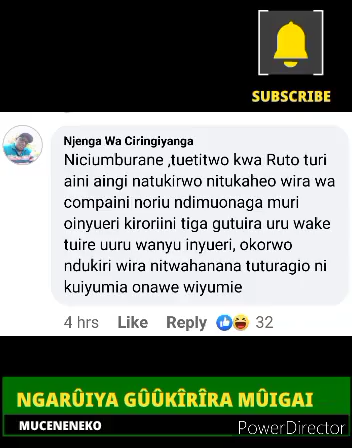 SUBSCRIBE
Njenga Wa Ciringiyanga
Niciumburane ,tuetitwo kwa Ruto turi
aini aingi natukirwo nitukaheo wira wa
compaini noriu ndimuonaga muri
oinyueri kiroriini tiga gutuira uru wake
tuire uuru wanyu inyueri, okorwo
ndukiri wira nitwahanana tuturagio ni
kuiyumia onawe wiyumie
4 hrs Like Reply 32
NGARÛIYA GÛÛKÎRÎRA MÛIGAI
MUCENENEKO
PowerDirector